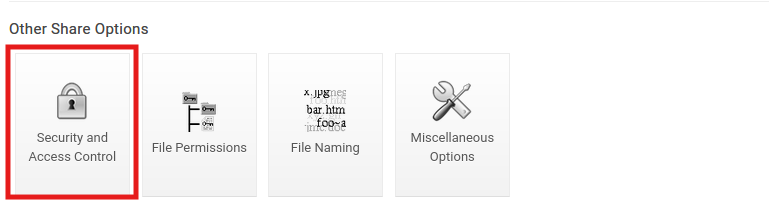 Other Share Options
Security and
Access Control
File Permissions
x.jpg
bar.htm
foo~a
File Naming
Miscellaneous
Options